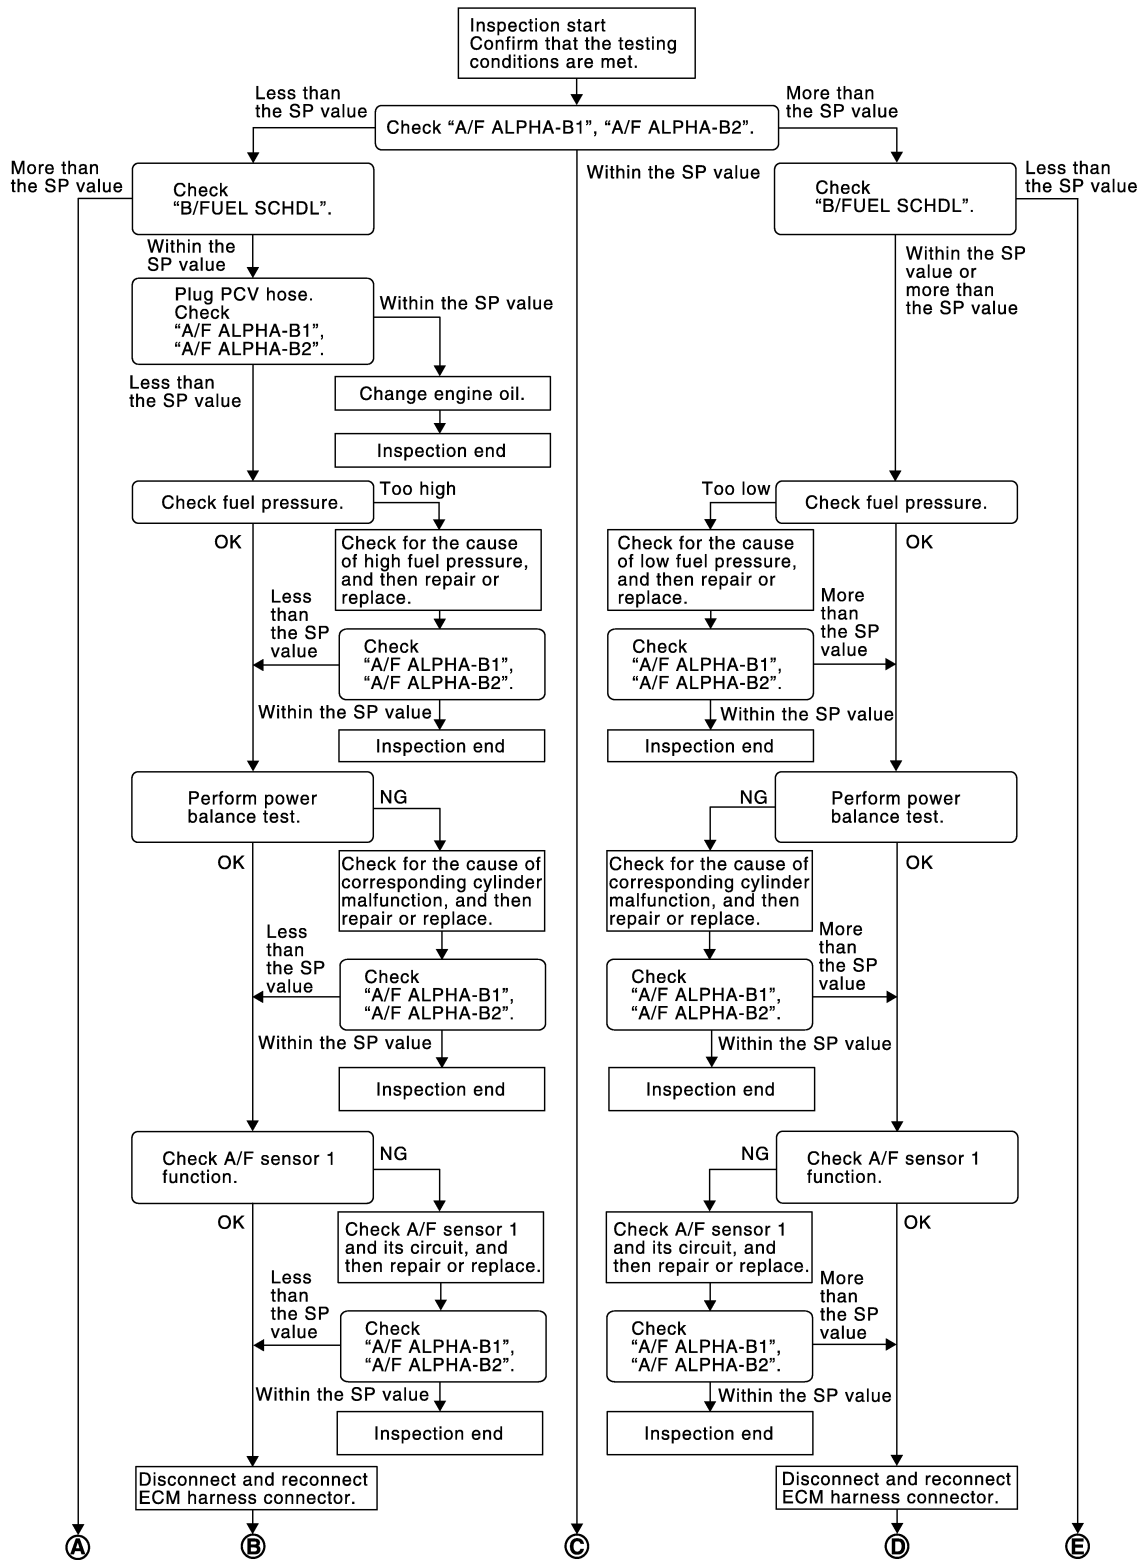 Inspection start
Confirm that the testing
conditions are met.
Less than
the SP value
More than
the SP value
Check “A/F ALPHA-B1”, “A/F ALPHA-B2”.
More than
the SP value
Within the SP value
Less than
the SP value
Check
“B/FUEL SCHDL”.
Check
“B/FUEL SCHDL”.
Within the
SP value
Within the SP
value or
more than
the SP value
Plug PCV hose.
Check
“A/F ALPHA-B1”,
“A/F ALPHA-B2”.
Within the SP value
Less than
the SP value
Change engine oil.
Inspection end
Check fuel pressure.
Too high
Too low
Check fuel pressure.
OK
Check for the cause
of high fuel pressure,
and then repair or
replace.
Check for the cause
of low fuel pressure,
and then repair or
replace.
OK
Less
than
the SP
value
More
than
the SP
value
Check
“A/F ALPHA-B1”,
“A/F ALPHA-B2”.
Check
“A/F ALPHA-B1”,
“A/F ALPHA-B2”.
Within the SP value
Within the SP value
Inspection end
Inspection end
Perform power
balance test.
NG
NG
Perform power
balance test.
OK
Check for the cause of
corresponding cylinder
malfunction, and then
repair or replace.
Check for the cause of
corresponding cylinder
malfunction, and then
repair or replace.
OK
Less
than
the SP
value
More
than
the SP
value
Check
“A/F ALPHA-B1”,
“A/F ALPHA-B2”.
Check
“A/F ALPHA-B1”,
“A/F ALPHA-B2”.
Within the SP value
Within the SP value
Inspection end
Inspection end
Check A/F sensor 1
function.
NG
NG
Check A/F sensor 1
function.
OK
Check A/F sensor 1
and its circuit, and
then repair or replace.
Check A/F sensor 1
and its circuit, and
then repair or replace.
OK
Less
than
the SP
value
More
than
the SP
value
Check
“A/F ALPHA-B1”,
“A/F ALPHA-B2”.
Check
“A/F ALPHA-B1”,
“A/F ALPHA-B2”.
Within the SP value
Within the SP value
Inspection end
Inspection end
Disconnect and reconnect
ECM harness connector.
Disconnect and reconnect
ECM harness connector.
A
B
C
D
E